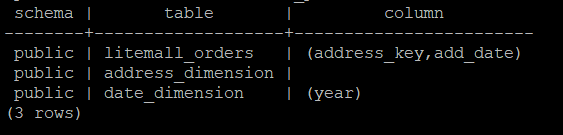 schema | table | column
--------+--------------------+--------------------------
public | litemall_orders | (address_key,add_date)
public | address_dimension |
public | date_dimension | (year)
(3 rows)